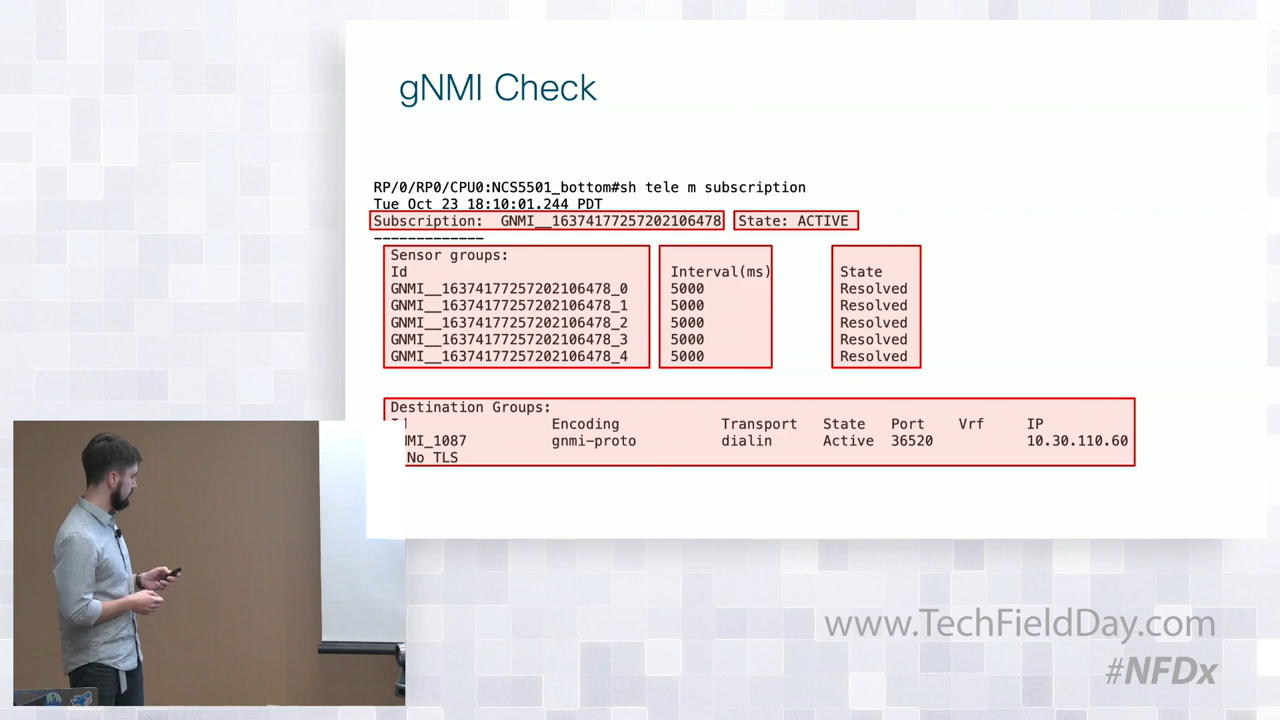 gNMI Check
RP/0/RP0/CPU0:NCS5501_bottom#sh tele m subscription
Tue Oct 23 18:10:01.244 PDT
Subscription: GNMI__16374177257202106478 State: ACTIVE
-------------
Sensor groups:
Id Interval(ms) State
GNMI__16374177257202106478_0 5000 Resolved
GNMI__16374177257202106478_1 5000 Resolved
GNMI__16374177257202106478_2 5000 Resolved
GNMI__16374177257202106478_3 5000 Resolved
GNMI__16374177257202106478_4 5000 Resolved
Destination Groups:
Encoding Transport State Port Vrf IP
MI_1087 gnmi-proto dialin Active 36520 10.30.110.60
No TLS
www.TechFieldDay.com
#NFDx